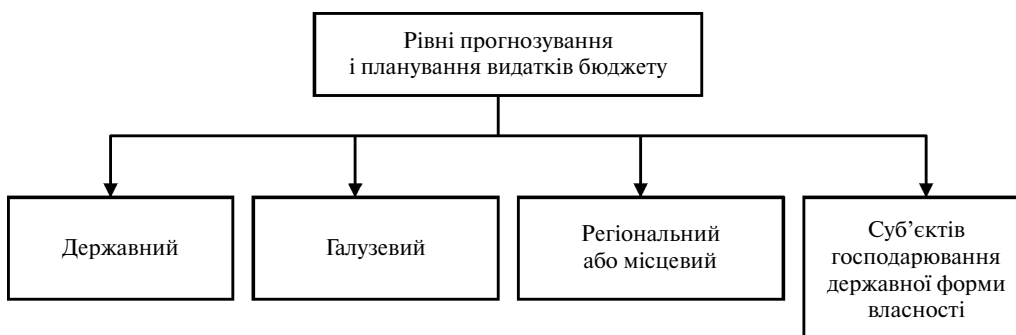 Рівні прогнозування
і планування видатків бюджету
Державний
Галузевий
Регіональний
або місцевий
Суб’єктів
господарювання
державної форми
власності